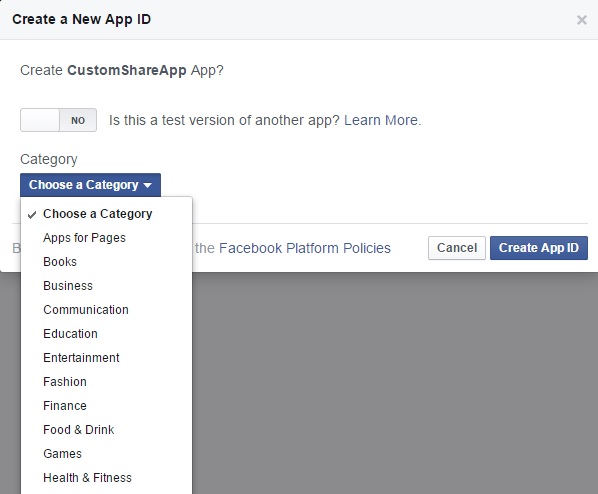 Create a New App ID
Create CustomShareApp App?
NO Is this a test version of another app? Learn More.
Category
Choose a Category
Choose a Category
Apps for Pages
Books
Business
Communication
Education
Entertainment
Fashion
Finance
Food & Drink
Games
Health & Fitness
the Facebook Platform Policies
Cancel Create App ID